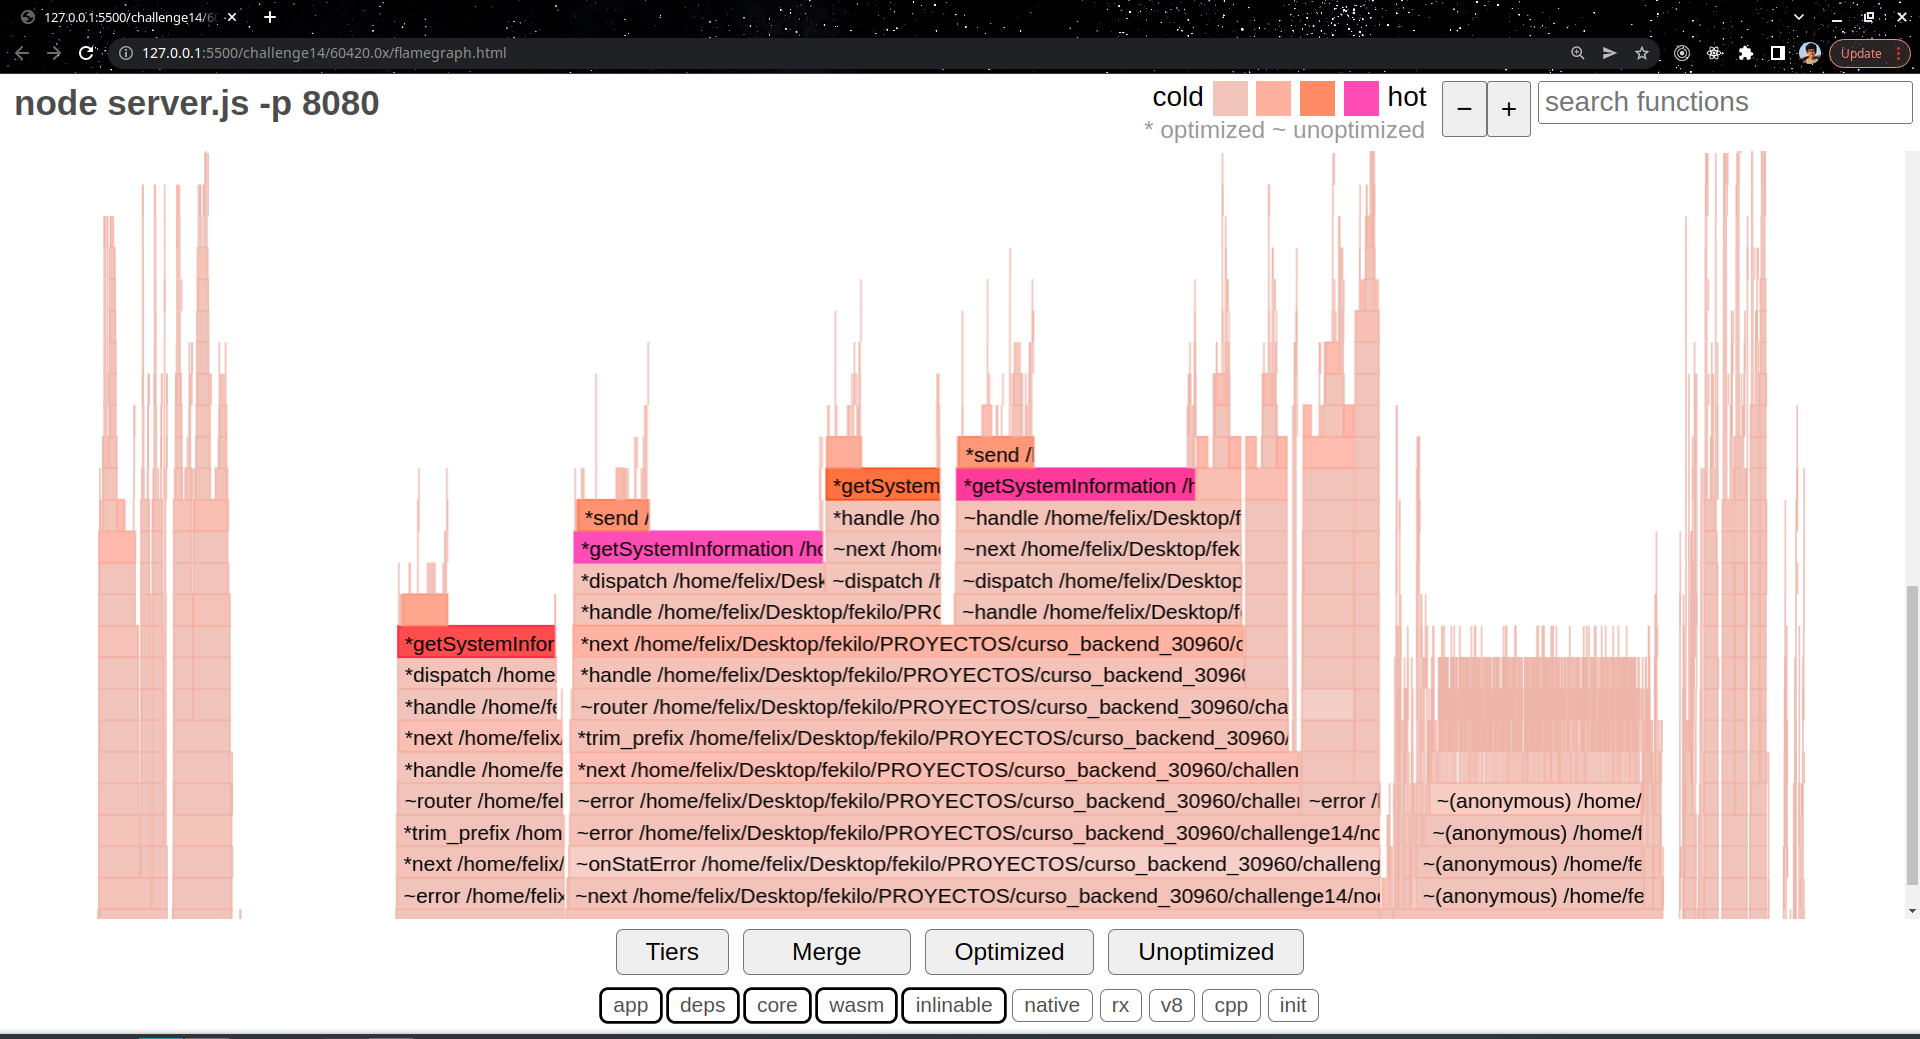 127.0.0.1:5500/challenge14/60
127.0.0.1:5500/challenge14/60420.0x/flamegraph.html
Update
node server.js -p 8080
cold
hot
* optimized ~ unoptimized
−
+
search functions
*send /
*getSystem
*getSystemInformation /h
*send /
*handle /ho
~handle /home/felix/Desktop/f
*getSystemInformation /ho
~next /home
~next /home/felix/Desktop/fek
*dispatch /home/felix/Desk
~dispatch /h
~dispatch /home/felix/Desktop
*handle /home/felix/Desktop/fekilo/PRO
~handle /home/felix/Desktop/f
*getSystemInfor
*next /home/felix/Desktop/fekilo/PROYECTOS/curso_backend_30960/c
*dispatch /home
*handle /home/felix/Desktop/fekilo/PROYECTOS/curso_backend_3096
*handle /home/fe
~router /home/felix/Desktop/fekilo/PROYECTOS/curso_backend_30960/cha
*next /home/felix/
*trim_prefix /home/felix/Desktop/fekilo/PROYECTOS/curso_backend_30960/
*handle /home/fe
*next /home/felix/Desktop/fekilo/PROYECTOS/curso_backend_30960/challen
~router /home/fel
~error /home/felix/Desktop/fekilo/PROYECTOS/curso_backend_30960/challe
~error /
~(anonymous) /home/
*trim_prefix /hom
~error /home/felix/Desktop/fekilo/PROYECTOS/curso_backend_30960/challenge14/no
~(anonymous) /home/f
*next /home/felix/
~onStatError /home/felix/Desktop/fekilo/PROYECTOS/curso_backend_30960/challeng
~(anonymous) /home/fe
~error /home/felix
~next /home/felix/Desktop/fekilo/PROYECTOS/curso_backend_30960/challenge14/no
~(anonymous) /home/fe
Tiers
Merge
Optimized
Unoptimized
app
deps
core
wasm
inlinable
native
rx
v8
cpp
init